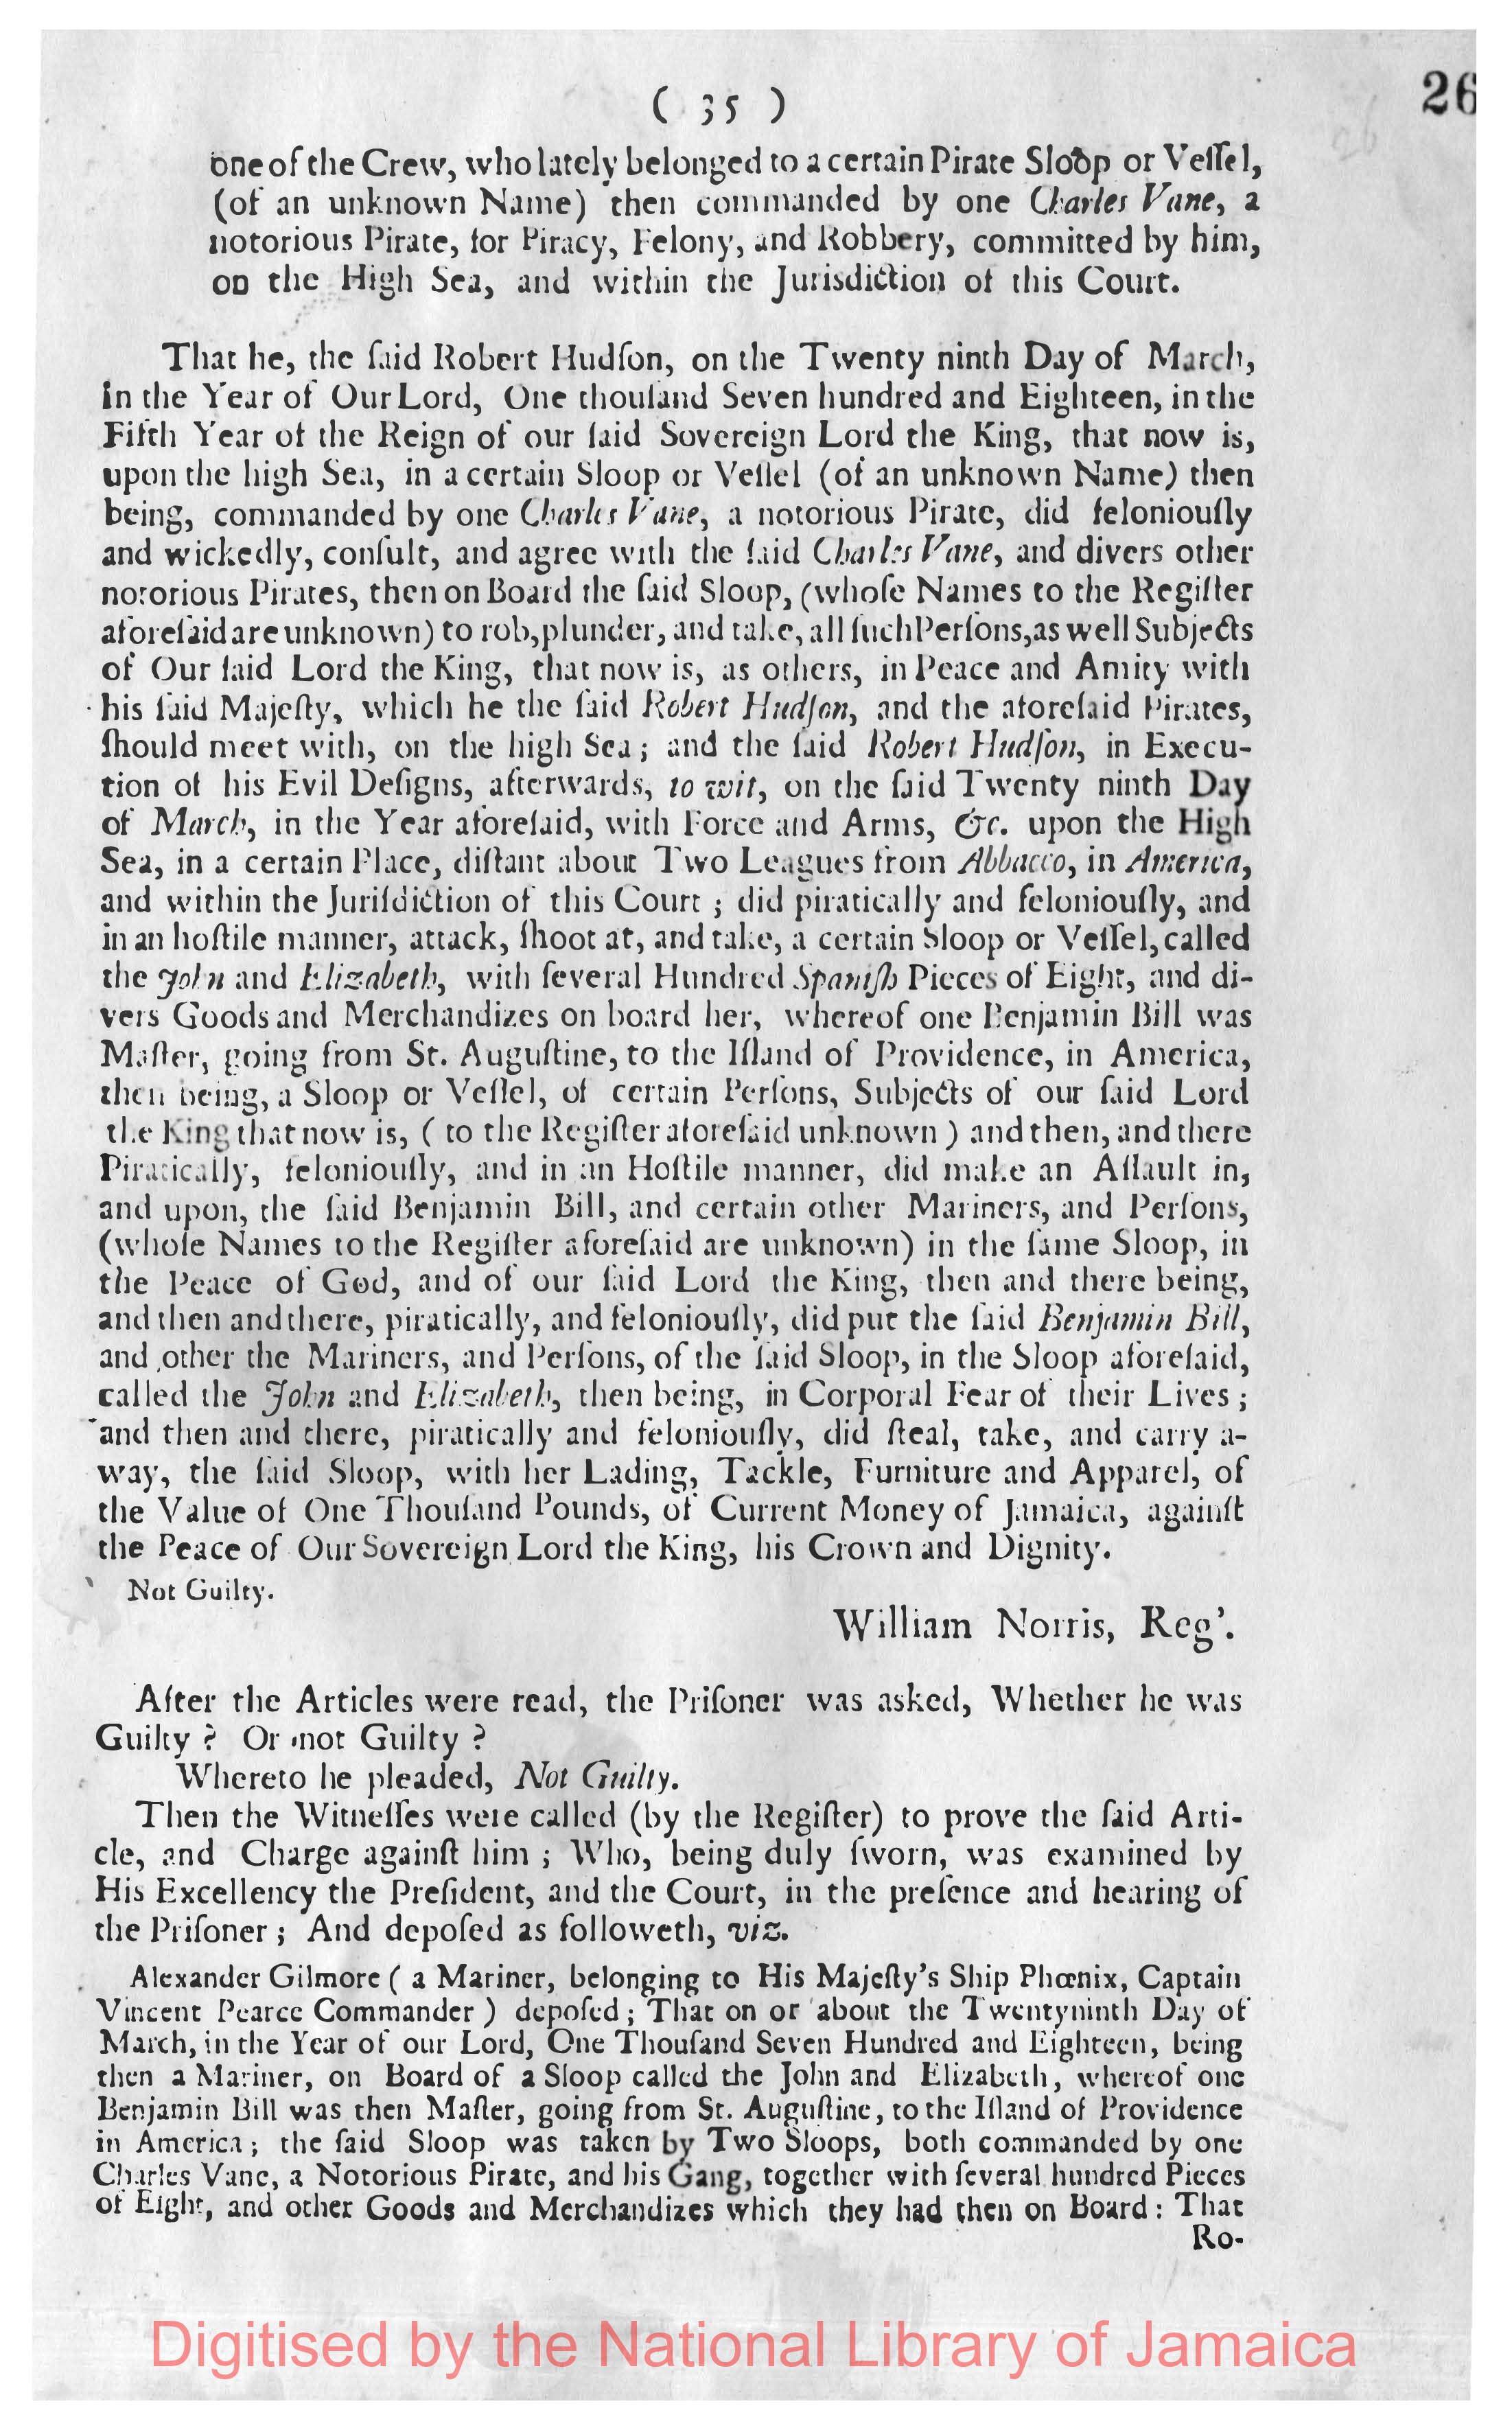 26
( 35 )
26
one of the Crew, who lately belonged to a certain Pirate Sloop or Veſſel,
(of an unknown Name) then commanded by one Charles Vane, a
notorious Pirate, for Piracy, Felony, and Robbery, committed by him,
on the High Sea, and within the Jurisdiction of this Court.
That he, the ſaid Robert Hudſon, on the Twenty ninth Day of March,
in the Year of Our Lord, One thouſand Seven hundred and Eighteen, in the
Fifth Year of the Reign of our ſaid Sovereign Lord the King, that now is,
upon the high Sea, in a certain Sloop or Veſſel (of an unknown Name) then
being, commanded by one Charles Vane, a notorious Pirate, did feloniouſly
and wickedly, conſult, and agree with the ſaid Charles Vane, and divers other
notorious Pirates, then on Board the ſaid Sloop, (whoſe Names to the Regiſter
aforeſaid are unknown) to rob, plunder, and take, all ſuch Perſons, as well Subjects
of Our ſaid Lord the King, that now is, as others, in Peace and Amity with
his ſaid Majeſty, which he the ſaid Robert Hudſon, and the aforeſaid Pirates,
ſhould meet with, on the high Sea; and the ſaid Robert Hudſon, in Execu-
tion of his Evil Deſigns, afterwards, to wit, on the ſaid Twenty ninth Day
of March, in the Year aforeſaid, with Force and Arms, &c. upon the High
Sea, in a certain Place, diſtant about Two Leagues from Abbacco, in America,
and within the Juriſdiction of this Court; did piratically and feloniouſly, and
in an hoſtile manner, attack, ſhoot at, and take, a certain Sloop or Veſſel, called
the John and Elizabeth, with ſeveral Hundred Spaniſh Pieces of Eight, and di-
vers Goods and Merchandizes on board her, whereof one Benjamin Bill was
Maſter, going from St. Auguſtine, to the Iſland of Providence, in America,
then being, a Sloop or Veſſel, of certain Perſons, Subjects of our ſaid Lord
the King that now is, ( to the Regiſter aforeſaid unknown ) and then, and there
Piratically, feloniouſly, and in an Hoſtile manner, did make an Aſſault in,
and upon, the ſaid Benjamin Bill, and certain other Mariners, and Perſons,
(whoſe Names to the Regiſter aforeſaid are unknown) in the ſame Sloop, in
the Peace of God, and of our ſaid Lord the King, then and there being,
and then and there, piratically, and feloniouſly, did put the ſaid Benjamin Bill,
and other the Mariners, and Perſons, of the ſaid Sloop, in the Sloop aforeſaid,
called the John and Elizabeth, then being, in Corporal Fear of their Lives;
and then and there, piratically and feloniouſly, did ſteal, take, and carry a-
way, the ſaid Sloop, with her Lading, Tackle, Furniture and Apparel, of
the Value of One Thouſand Pounds, of Current Money of Jamaica, againſt
the Peace of Our Sovereign Lord the King, his Crown and Dignity.
Not Guilty.
William Norris, Reg'.
After the Articles were read, the Priſoner was asked, Whether he was
Guilty? Or not Guilty?
Whereto he pleaded, Not Guilty.
Then the Witneſſes were called (by the Regiſter) to prove the ſaid Arti-
cle, and Charge againſt him; Who, being duly ſworn, was examined by
His Excellency the Preſident, and the Court, in the preſence and hearing of
the Priſoner; And depoſed as followeth, viz.
Alexander Gilmore ( a Mariner, belonging to His Majeſty's Ship Phœnix, Captain
Vincent Pearce Commander ) depoſed; That on or about the Twentyninth Day of
March, in the Year of our Lord, One Thouſand Seven Hundred and Eighteen, being
then a Mariner, on Board of a Sloop called the John and Elizabeth, whereof one
Benjamin Bill was then Maſter, going from St. Auguſtine, to the Iſland of Providence
in America; the ſaid Sloop was taken by Two Sloops, both commanded by one
Charles Vane, a Notorious Pirate, and his Gang, together with ſeveral hundred Pieces
of Eight, and other Goods and Merchandizes which they had then on Board: That
Ro-
Digitised by the National Library of Jamaica